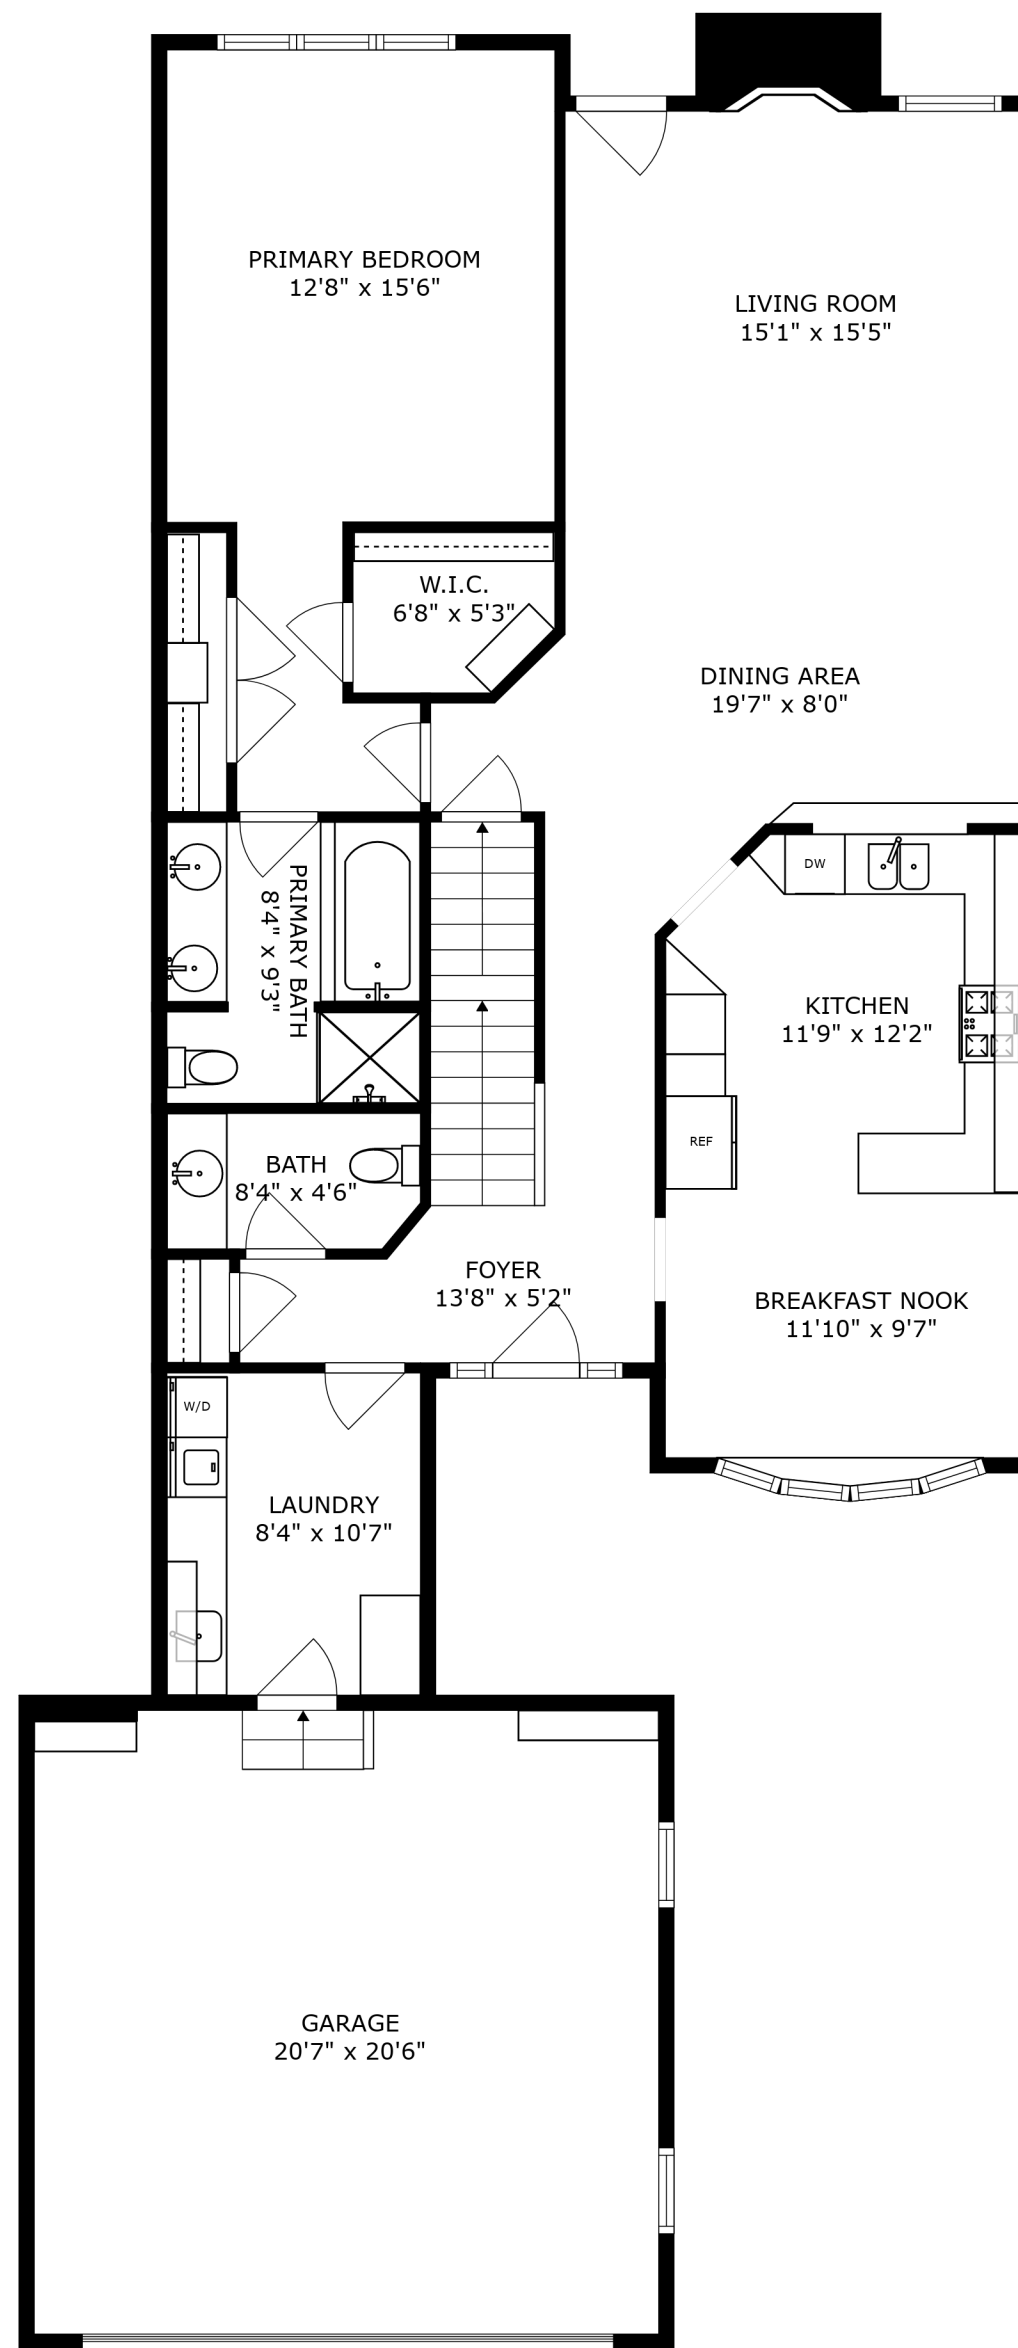 PRIMARY BEDROOM
12'8" x 15'6"
LIVING ROOM
15'1" x 15'5"
W.I.C.
6'8" x 5'3"
DINING AREA
19'7" x 8'0"
DW
PRIMARY BATH
8'4" x 9'3"
KITCHEN
11'9" x 12'2"
REF
BATH
8'4" x 4'6"
FOYER
13'8" x 5'2"
BREAKFAST NOOK
11'10" x 9'7"
W/D
LAUNDRY
8'4" x 10'7"
GARAGE
20'7" x 20'6"